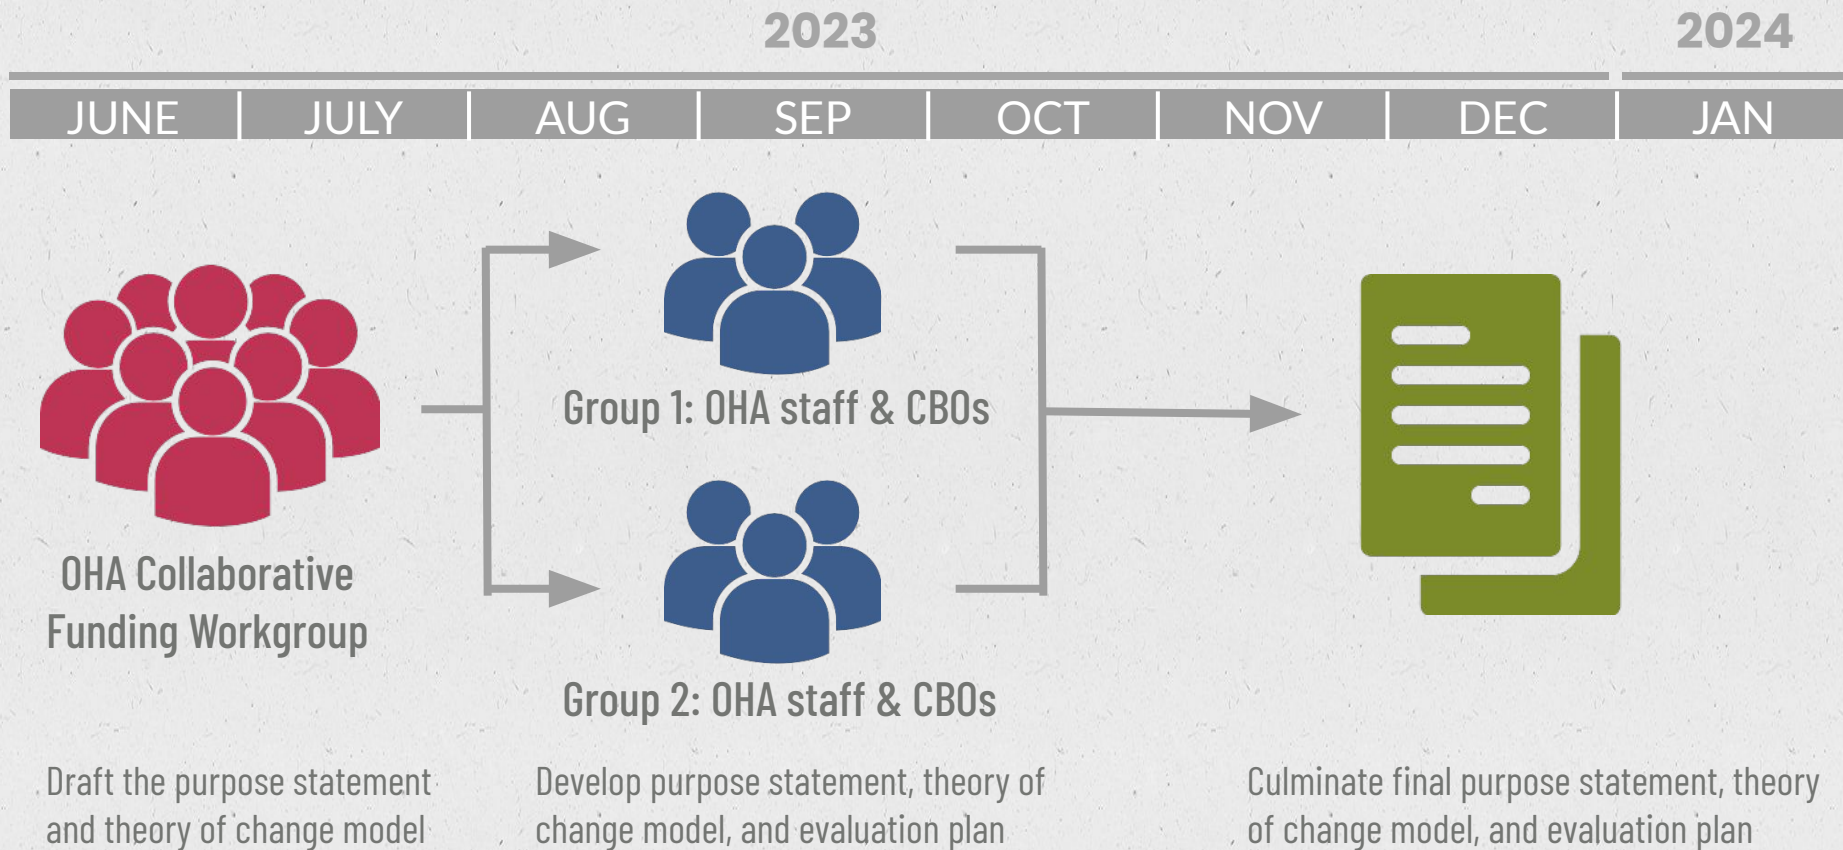 2023
2024
JUNE
JULY
AUG
SEP
OCT
NOV
DEC
JAN
OHA Collaborative
Funding Workgroup
Group 1: OHA staff & CBOs
Group 2: OHA staff & CBOs
Draft the purpose statement
and theory of change model
Develop purpose statement, theory of
change model, and evaluation plan
Culminate final purpose statement, theory
of change model, and evaluation plan